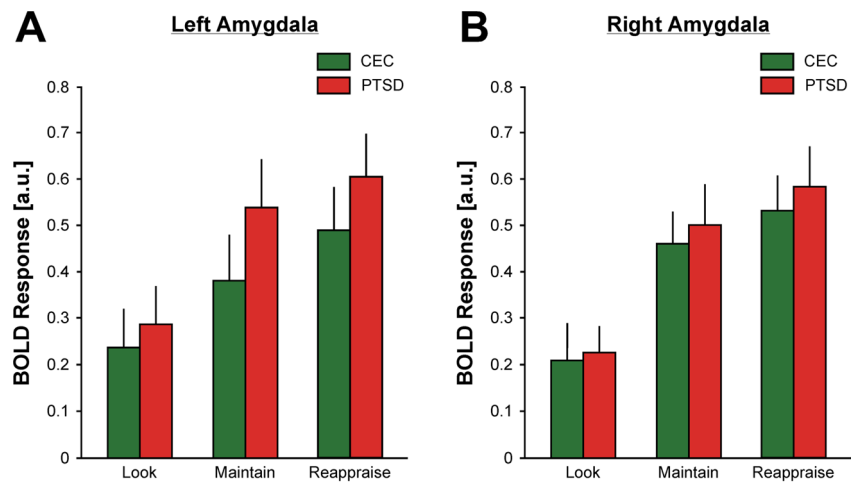 A
Left Amygdala
CEC
PTSD
0.8
0.7
0.6
0.5
0.4
0.3
0.2
0.1
0
BOLD Response [a.u.]
Look Maintain Reappraise
B
Right Amygdala
CEC
PTSD
0.8
0.7
0.6
0.5
0.4
0.3
0.2
0.1
0
BOLD Response [a.u.]
Look Maintain Reappraise